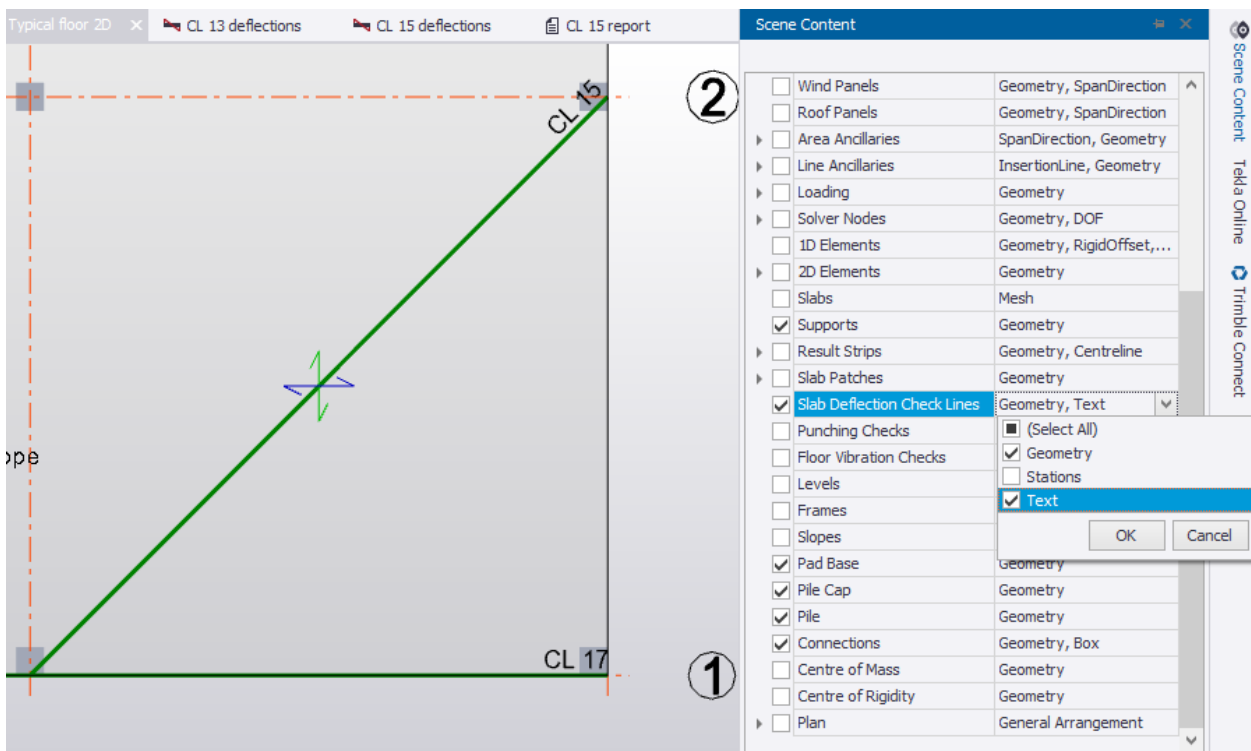 Typical floor 2D
CL 13 deflections
CL 15 deflections
CL 15 report
CL 15
2
ope
CL 17
1
Scene Content
Wind Panels Geometry, SpanDirection
Roof Panels Geometry, SpanDirection
Area Ancillaries SpanDirection, Geometry
Line Ancillaries InsertionLine, Geometry
Loading Geometry
Solver Nodes Geometry, DOF
1D Elements Geometry, RigidOffset,...
2D Elements Geometry
Slabs Mesh
Supports Geometry
Result Strips Geometry, Centreline
Slab Patches Geometry
Slab Deflection Check Lines Geometry, Text
Punching Checks
Floor Vibration Checks
Levels
Frames
Slopes
(Select All)
Geometry
Stations
Text
OK Cancel
Pad Base Geometry
Pile Cap Geometry
Pile Geometry
Connections Geometry, Box
Centre of Mass Geometry
Centre of Rigidity Geometry
Plan General Arrangement
Scene Content
Tekla Online
Trimble Connect